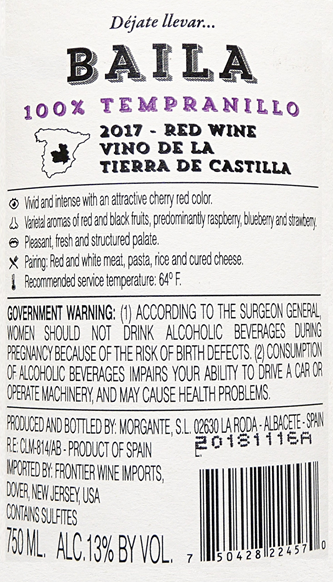 Déjate llevar...
BAILA
100% TEMPRANILLO
2017 - RED WINE
VINO DE LA
TIERRA DE CASTILLA
Vivid and intense with an attractive cherry red color.
Varietal aromas of red and black fruits, predominantly raspberry, blueberry and strawberry.
Pleasant, fresh and structured palate.
Pairing: Red and white meat, pasta, rice and cured cheese.
Recommended service temperature: 64º F.
GOVERNMENT WARNING: (1) ACCORDING TO THE SURGEON GENERAL,
WOMEN SHOULD NOT DRINK ALCOHOLIC BEVERAGES DURING
PREGNANCY BECAUSE OF THE RISK OF BIRTH DEFECTS. (2) CONSUMPTION
OF ALCOHOLIC BEVERAGES IMPAIRS YOUR ABILITY TO DRIVE A CAR OR
OPERATE MACHINERY, AND MAY CAUSE HEALTH PROBLEMS.
PRODUCED AND BOTTLED BY: MORGANTE, S.L. 02630 LA RODA - ALBACETE - SPAIN
R.E: CLM-814/AB - PRODUCT OF SPAIN
20181116A
IMPORTED BY: FRONTIER WINE IMPORTS,
DOVER, NEW JERSEY, USA
CONTAINS SULFITES
750 ML. ALC.13% BY VOL.
7 50428 22457 0